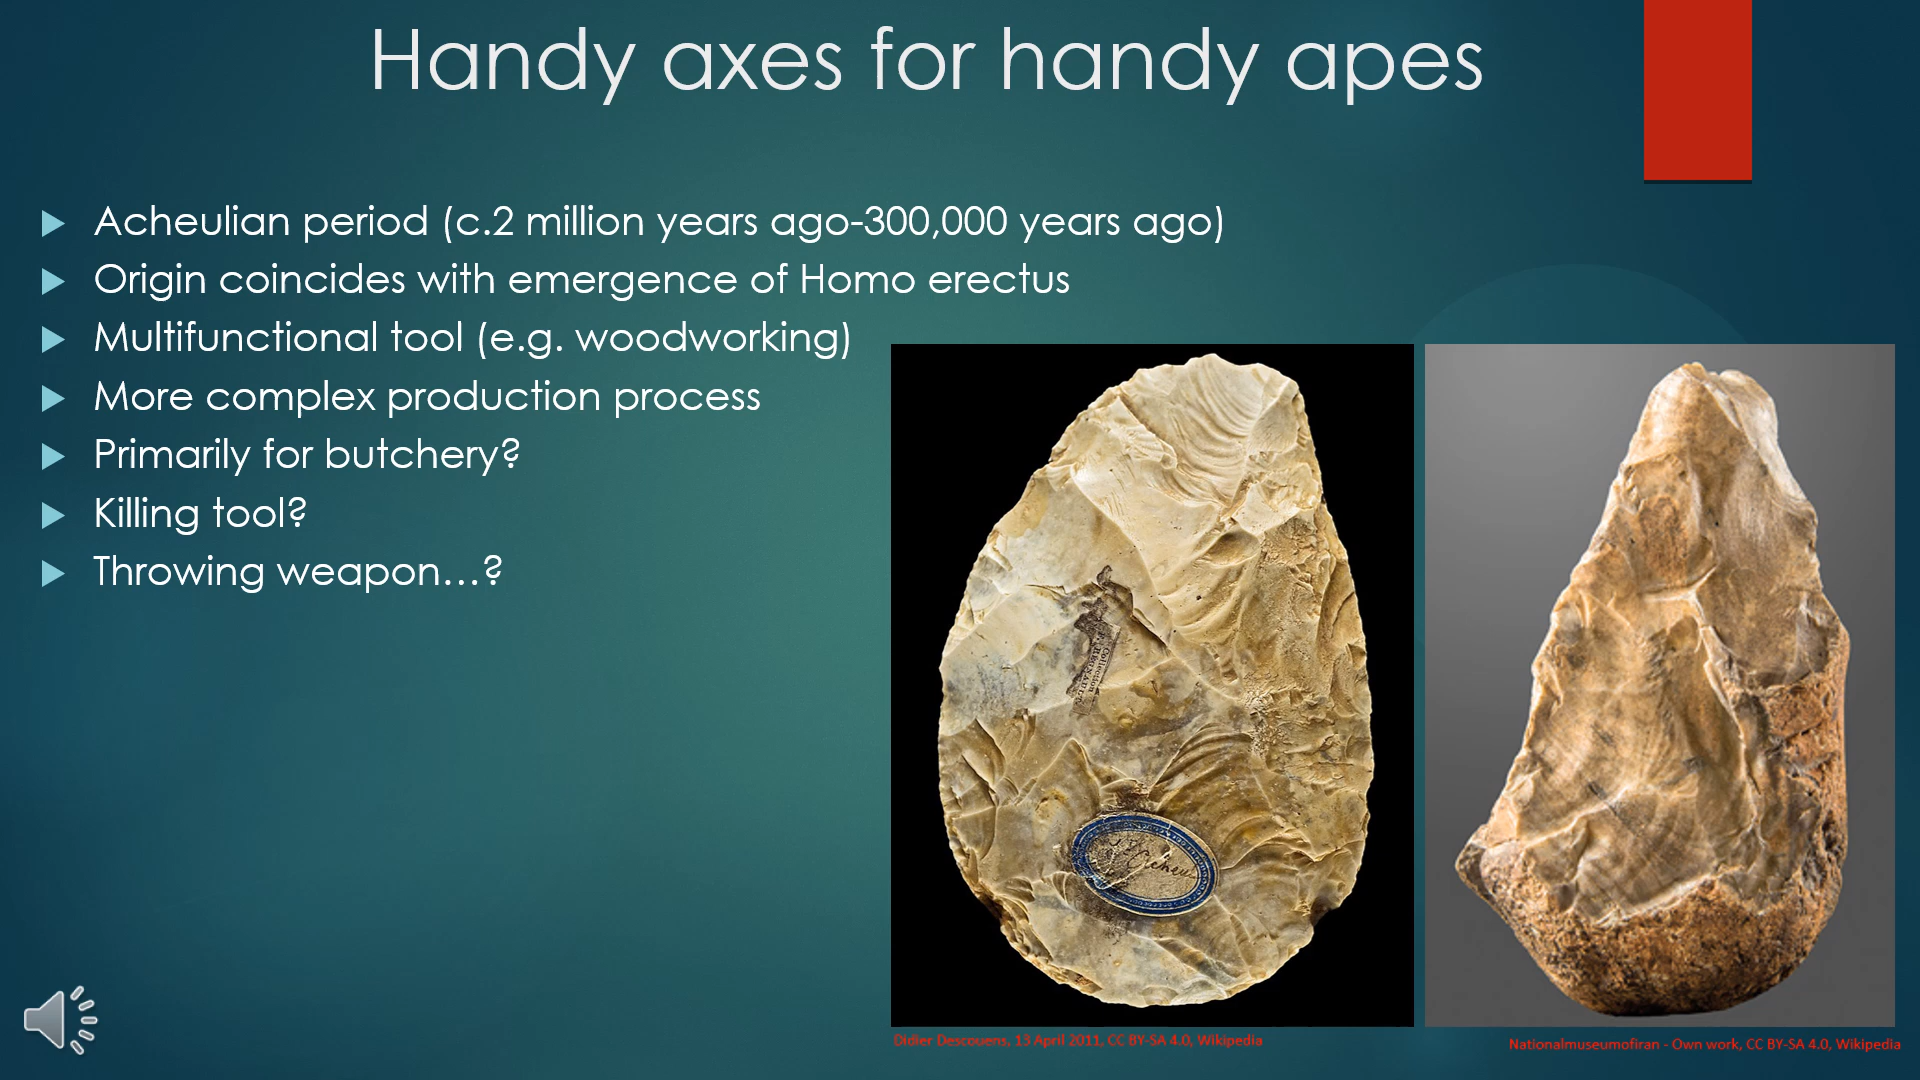 Handy axes for handy apes
Acheulian period (c.2 million years ago-300,000 years ago)
Origin coincides with emergence of Homo erectus
Multifunctional tool (e.g. woodworking)
More complex production process
Primarily for butchery?
Killing tool?
Throwing weapon…?
Collection
Didier Descouens, 13 April 2011, CC BY-SA 4.0, Wikipedia
Nationalmuseumofiran - Own work, CC BY-SA 4.0, Wikipedia